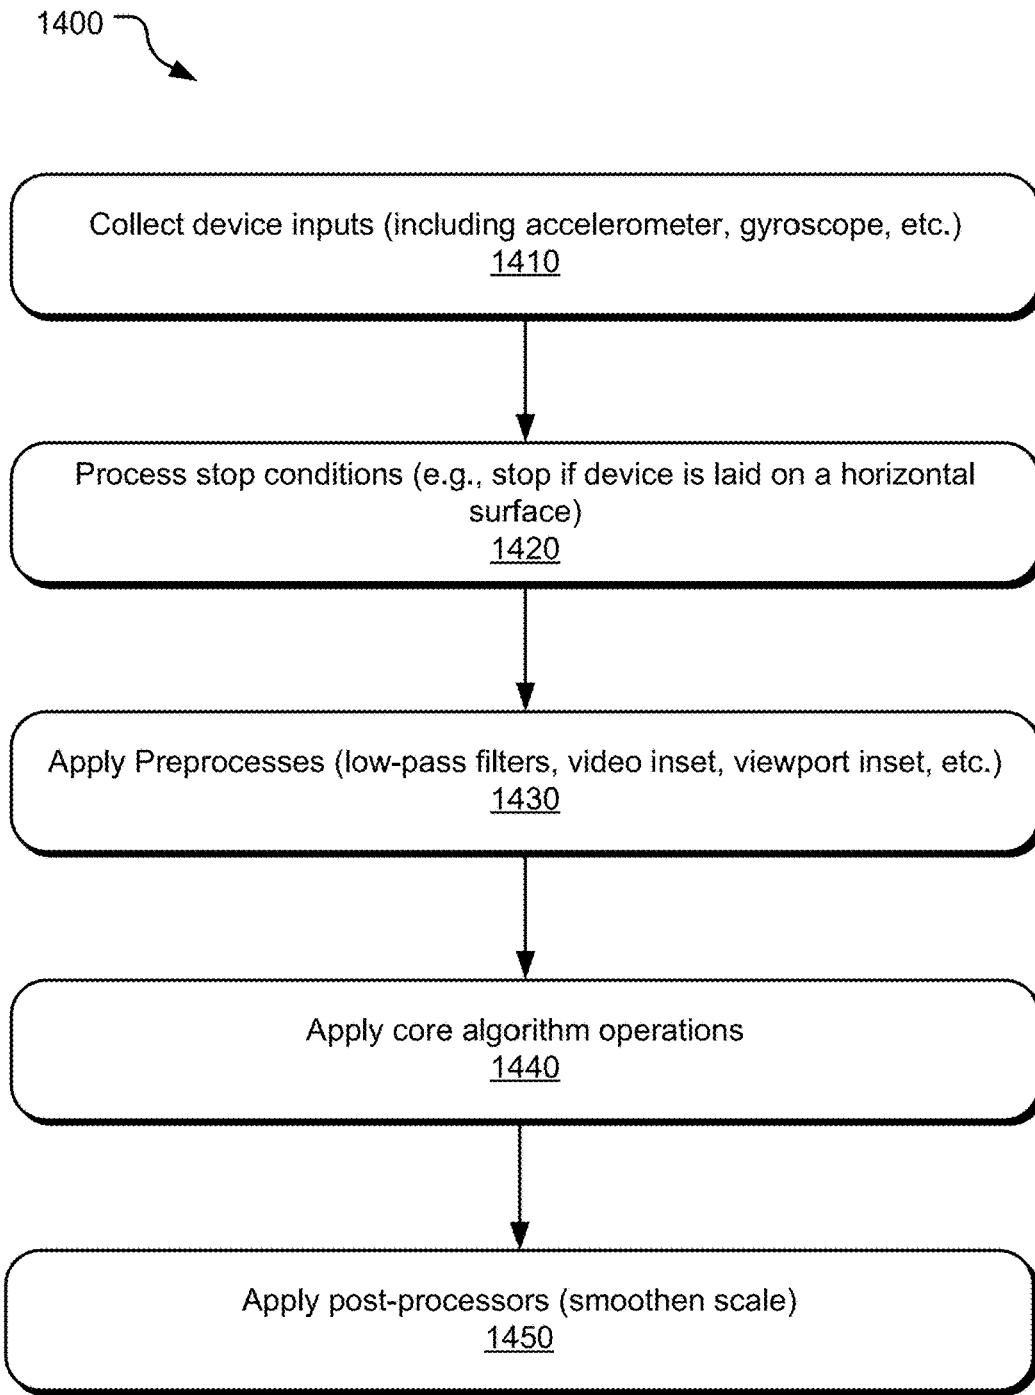 1400
Collect device inputs (including accelerometer, gyroscope, etc.)
1410
Process stop conditions (e.g., stop if device is laid on a horizontal
surface)
1420
Apply Preprocesses (low-pass filters, video inset, viewport inset, etc.)
1430
Apply core algorithm operations
1440
Apply post-processors (smoothen scale)
1450